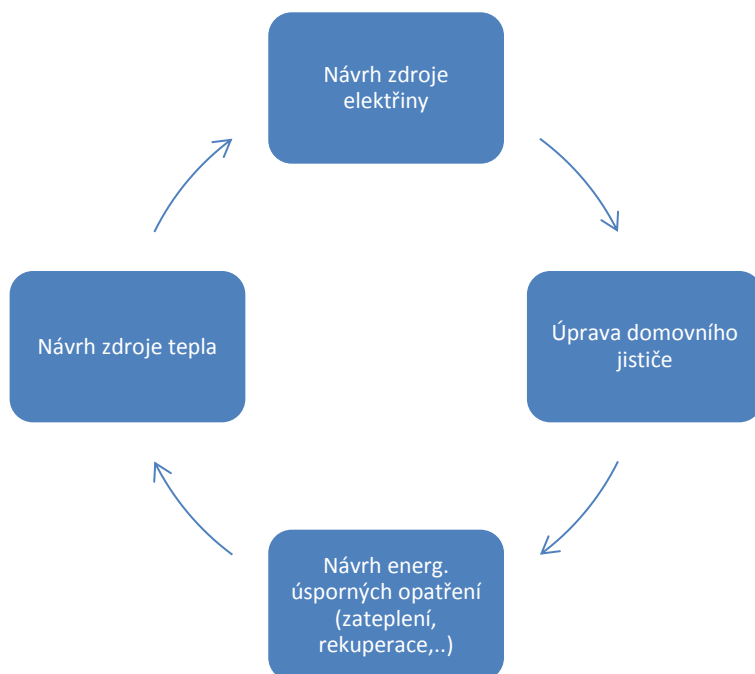 Návrh zdroje
elektřiny
Úprava domovního
jističe
Návrh energ.
úsporných opatření
(zateplení,
rekuperace,..)
Návrh zdroje tepla